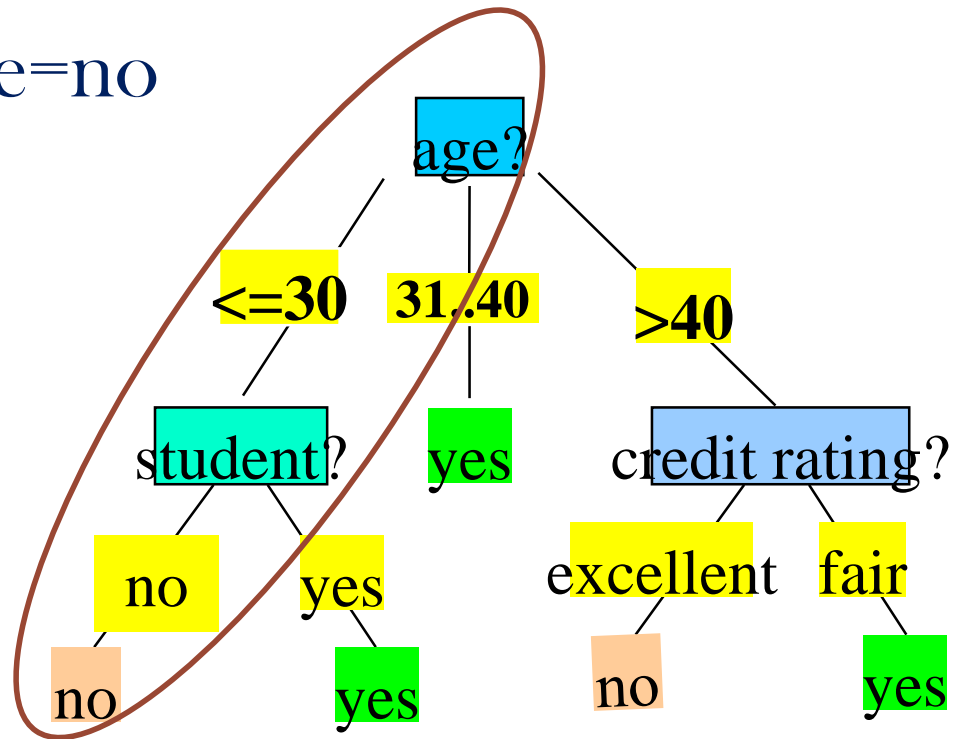 e=no
age?
<=30 31..40 >40
student? yes credit rating?
no yes excellent fair
no yes no yes